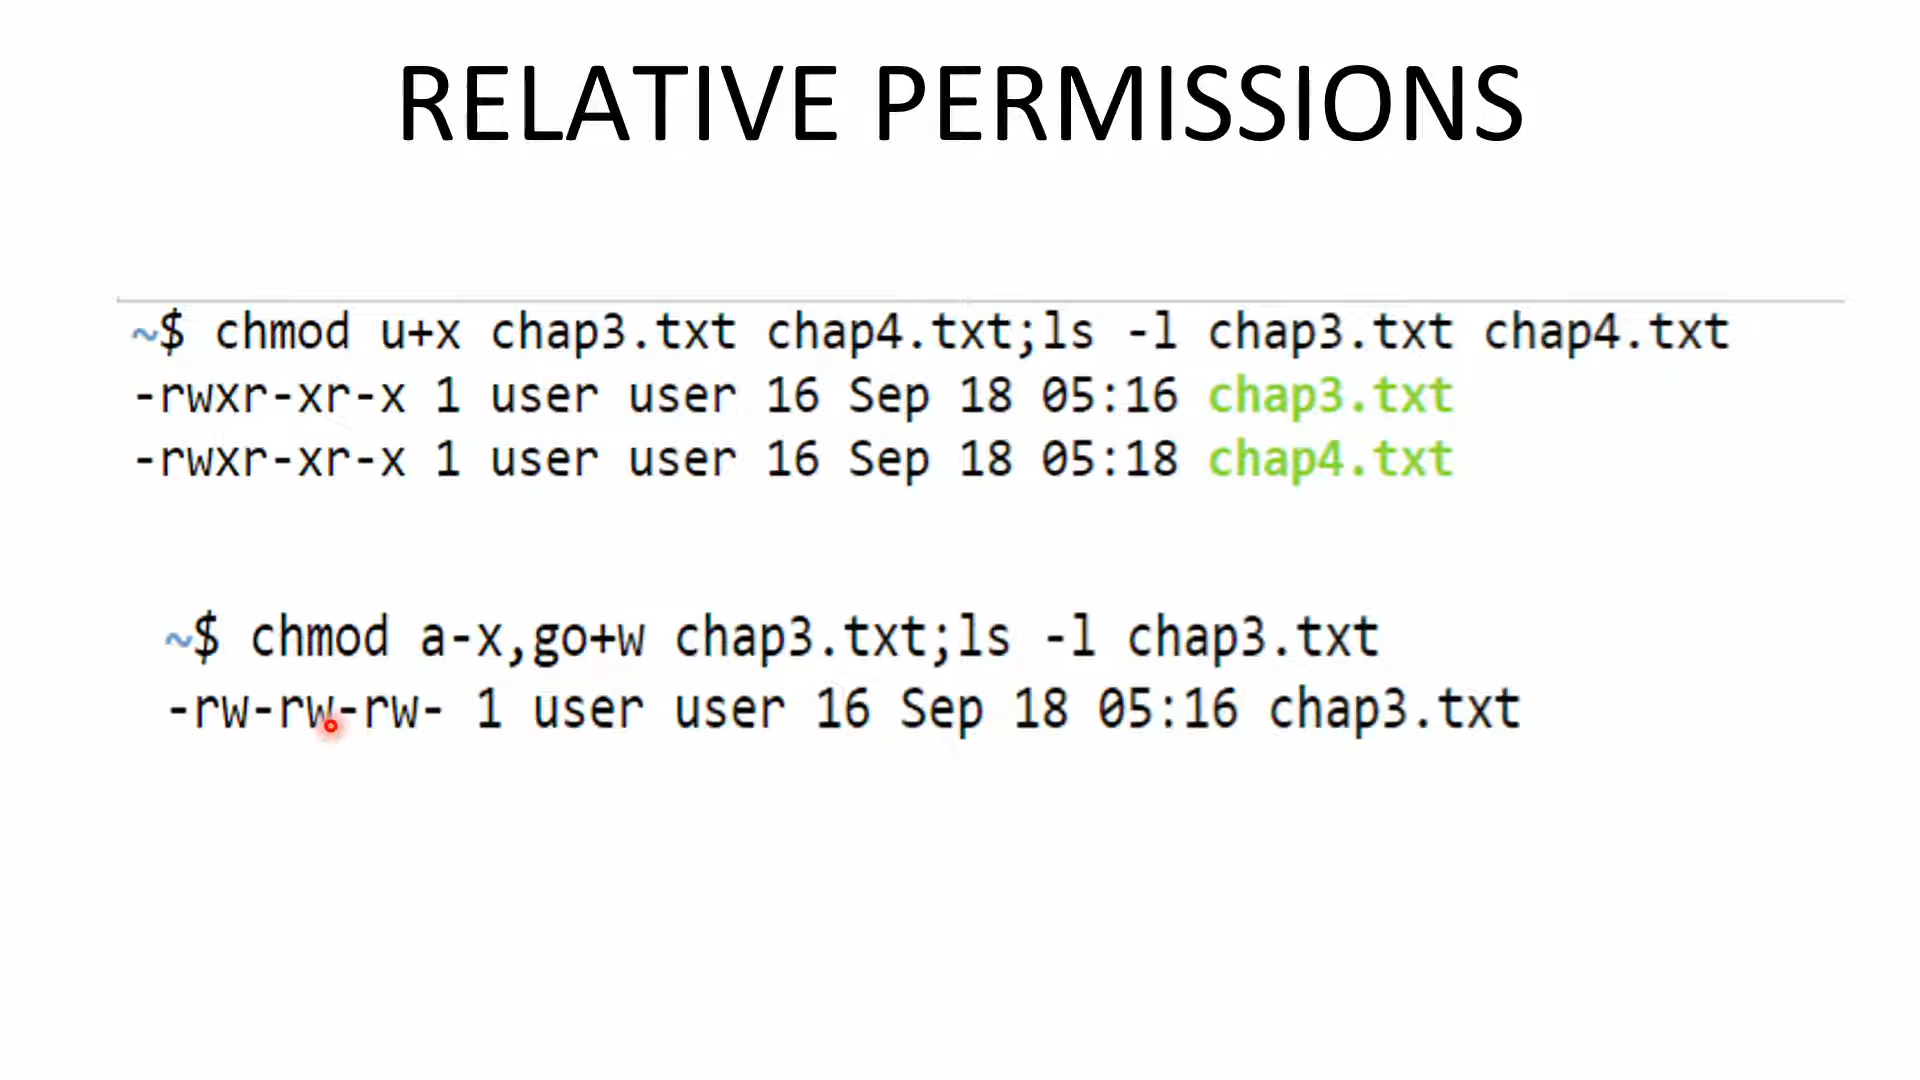 RELATIVE PERMISSIONS
~$ chmod u+x chap3.txt chap4.txt;ls -l chap3.txt chap4.txt
-rwxr-xr-x 1 user user 16 Sep 18 05:16 chap3.txt
-rwxr-xr-x 1 user user 16 Sep 18 05:18 chap4.txt
~$ chmod a-x,go+w chap3.txt;ls -l chap3.txt
-rw-rw-rw- 1 user user 16 Sep 18 05:16 chap3.txt